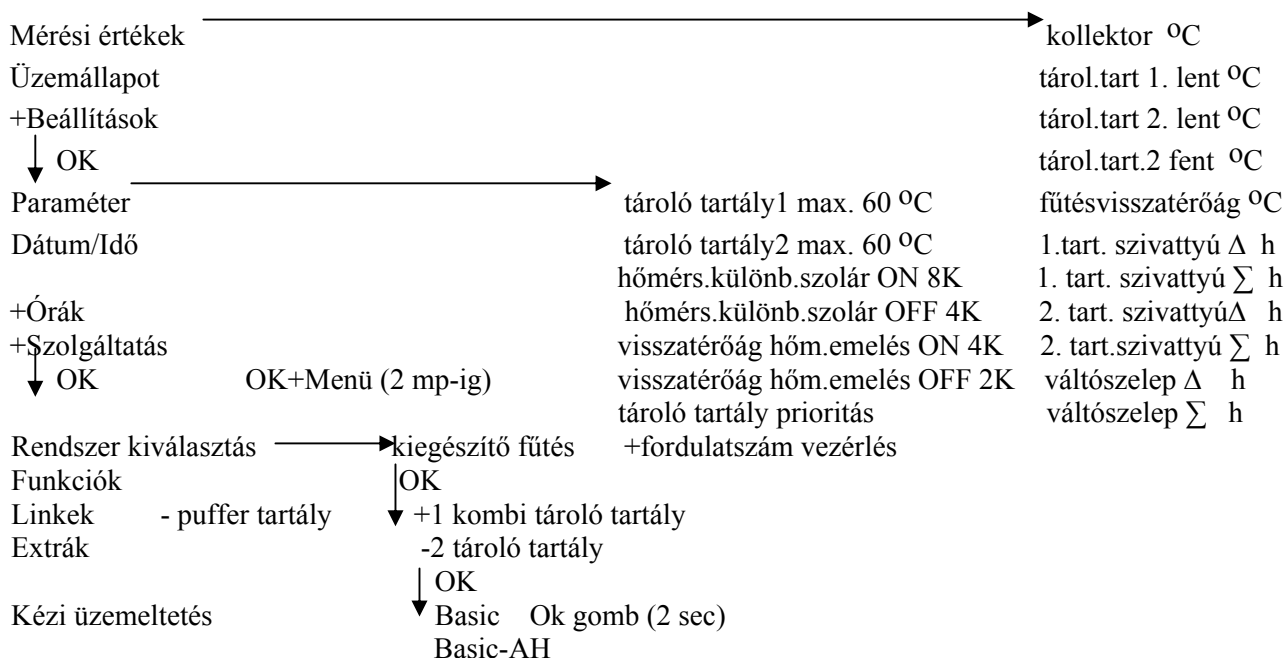 Mérési értékek kollektor ᴼC
Üzemállapot tárol.tart 1. lent ᴼC
+Beállítások tárol.tart 2. lent ᴼC
OK tárol.tart.2 fent ᴼC
Paraméter tároló tartály1 max. 60 ᴼC fűtésvisszatérőág ᴼC
Dátum/Idő tároló tartály2 max. 60 ᴼC 1.tart. szivattyú ∆ h
hőmérs.különb.szolár ON 8K 1. tart. szivattyú ∑ h
+Órák hőmérs.különb.szolár OFF 4K 2. tart. szivattyú∆ h
+Szolgáltatás visszatérőág hőm.emelés ON 4K 2. tart.szivattyú ∑ h
OK OK+Menü (2 mp-ig) visszatérőág hőm.emelés OFF 2K váltószelep ∆ h
tároló tartály prioritás váltószelep ∑ h
Rendszer kiválasztás kiegészítő fűtés +fordulatszám vezérlés
Funkciók OK
Linkek - puffer tartály +1 kombi tároló tartály
Extrák -2 tároló tartály
OK
Kézi üzemeltetés Basic Ok gomb (2 sec)
Basic-AH